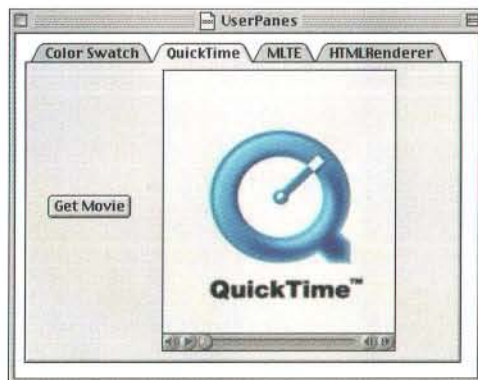 UserPanes
Color Swatch QuickTime MLTE HTMLRenderer
Get Movie
QuickTime™